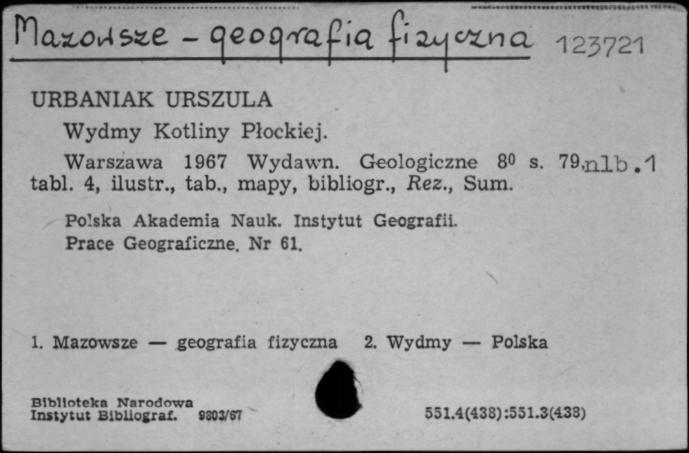 Mazowsze - geografia fizyczna 123721
URBANIAK URSZULA
Wydmy Kotliny Płockiej.
Warszawa 1967 Wydawn. Geologiczne 8⁰ s. 79, nlb. 1
tabl. 4, ilustr., tab., mapy, bibliogr., Rez., Sum.
Polska Akademia Nauk. Instytut Geografii.
Prace Geograficzne. Nr 61.
1. Mazowsze — geografia fizyczna 2. Wydmy — Polska
Biblioteka Narodowa
Instytut Bibliograf. 9803/67 551.4(438):551.3(438)